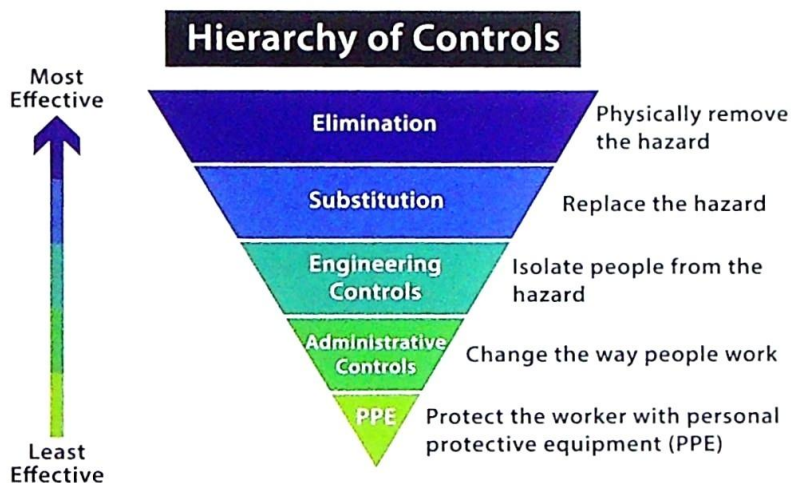 Hierarchy of Controls
Most
Effective
Elimination
Physically remove
the hazard
Substitution
Replace the hazard
Engineering
Controls
Isolate people from the
hazard
Administrative
Controls
Change the way people work
PPE
Protect the worker with personal
protective equipment (PPE)
Least
Effective